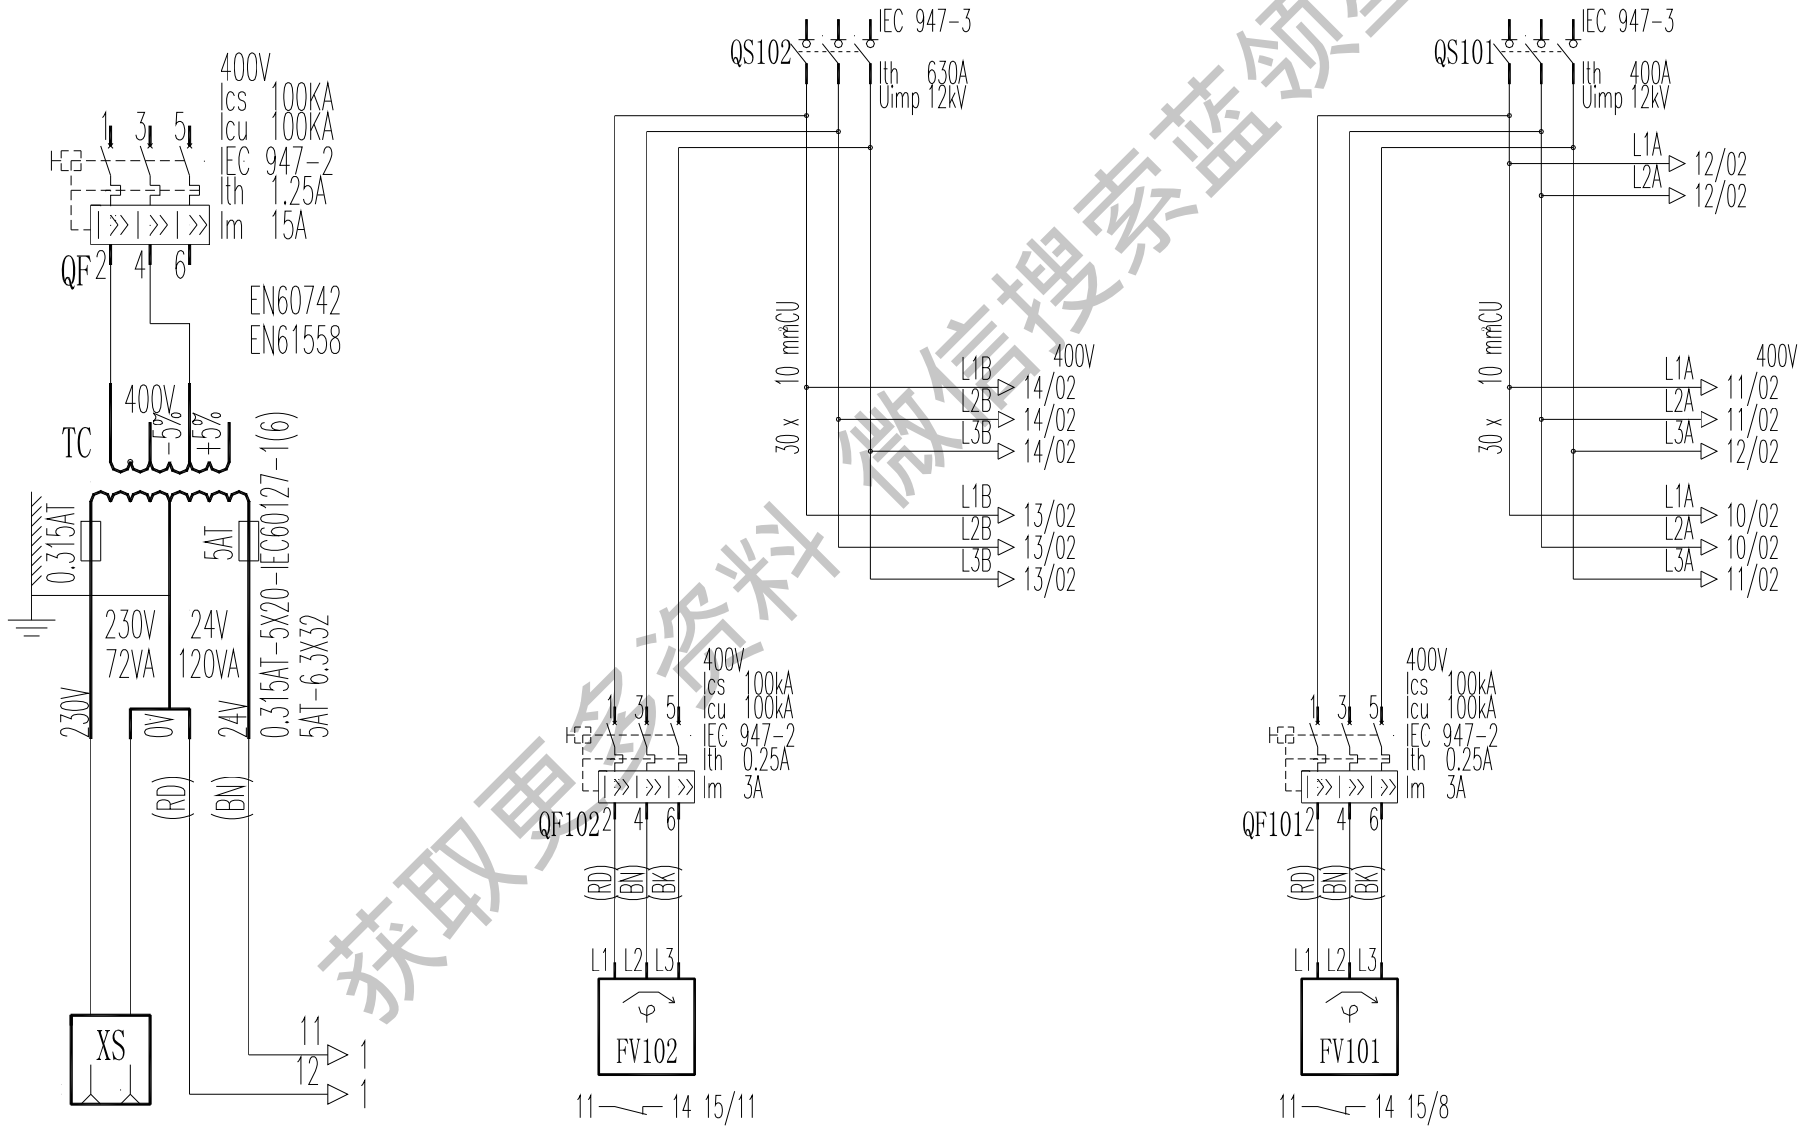 400V
Ics 100KA
Icu 100KA
IEC 947-2
Ith 1.25A
Im 15A
1 3 5
QF 2 4 6
EN60742
EN61558
400V
-5%
+5%
TC
0.315AT
5AT
230V 24V
72VA 120VA
0.315AT-5X20-IEC60127-1(6)
5AT-6.3X32
230V
0V
24V
(RD)
(BN)
XS
11 1
12 1
QS102
IEC 947-3
Ith 630A
Uimp 12kV
30 x 10 mmCU
400V
L1B 14/02
L2B 14/02
L3B 14/02
L1B 13/02
L2B 13/02
L3B 13/02
400V
Ics 100kA
Icu 100kA
IEC 947-2
Ith 0.25A
Im 3A
1 3 5
QF102 2 4 6
(RD) (BN) (BK)
L1 L2 L3
FV102
11 14 15/11
QS101
IEC 947-3
Ith 400A
Uimp 12kV
L1A 12/02
L2A 12/02
30 x 10 mmCU
400V
L1A 11/02
L2A 11/02
L3A 12/02
L1A 10/02
L2A 10/02
L3A 11/02
400V
Ics 100kA
Icu 100kA
IEC 947-2
Ith 0.25A
Im 3A
1 3 5
QF101 2 4 6
(RD) (BN) (BK)
L1 L2 L3
FV101
11 14 15/8
获取更多资料 微信搜索蓝领